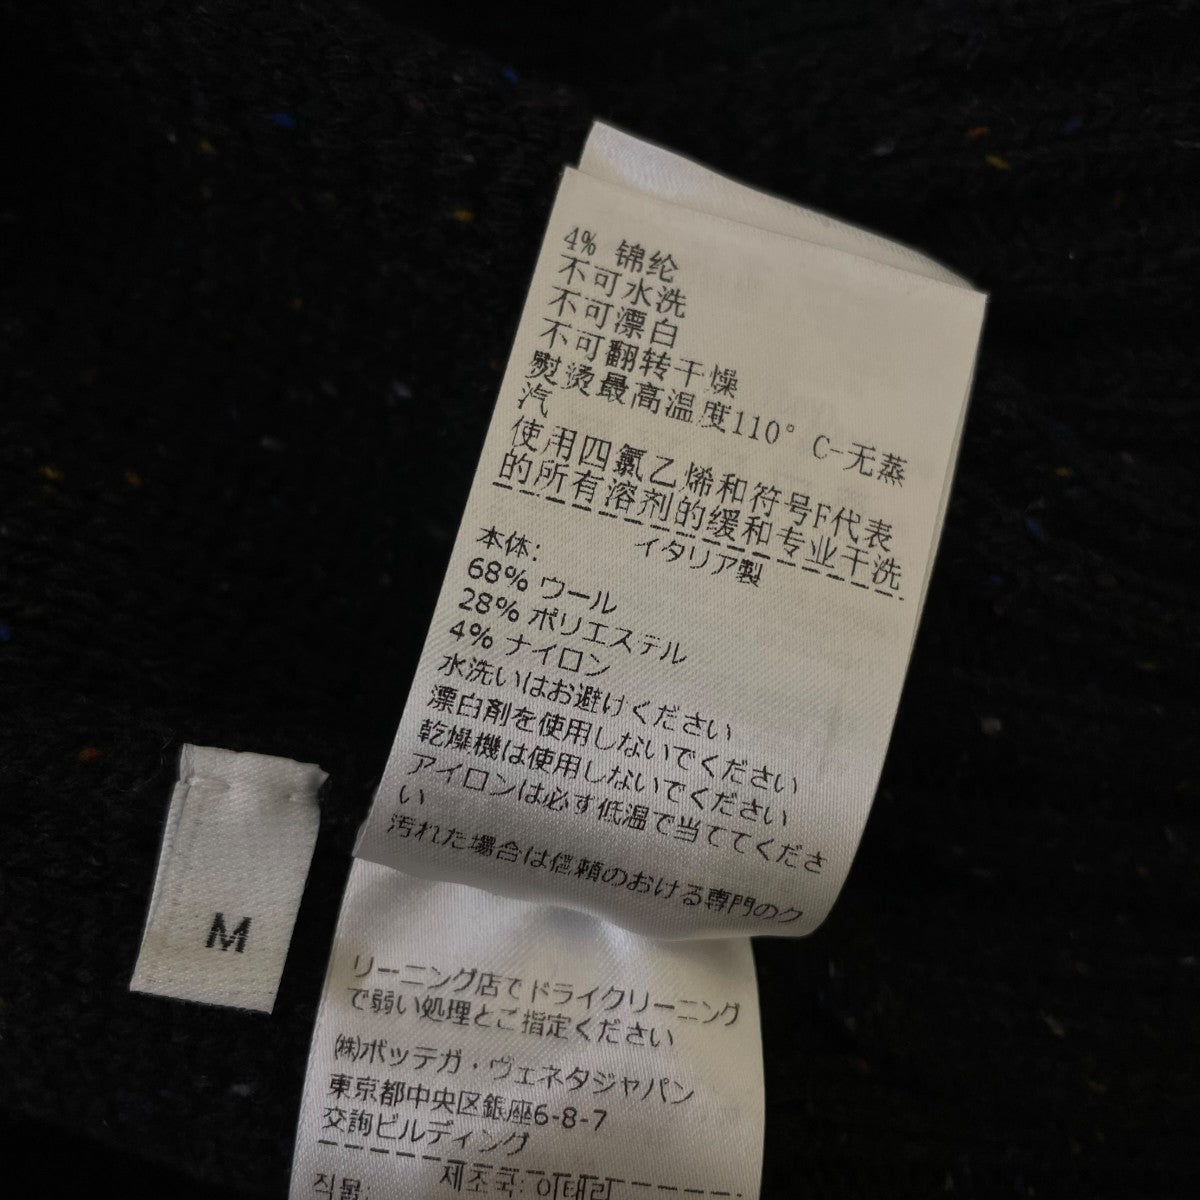 4% 锦纶
不可水洗
不可漂白
不可翻转干燥
熨烫最高温度110° C-无蒸
汽
使用四氯乙烯和符号F代表
的所有溶剂的缓和专业干洗
イタリア製
本体:
68% ウール
28% ポリエステル
4% ナイロン
水洗いはお避けください
漂白剤を使用しないでください
乾燥機は使用しないでください
アイロンは必ず低温で当ててくださ
い
汚れた場合は信頼のおける専門のク
リーニング店でドライクリーニング
で弱い処理とご指定ください
㈱ボッテガ・ヴェネタジャパン
東京都中央区銀座6-8-7
交詢ビルディング
제조국: 이태리
직물:
M